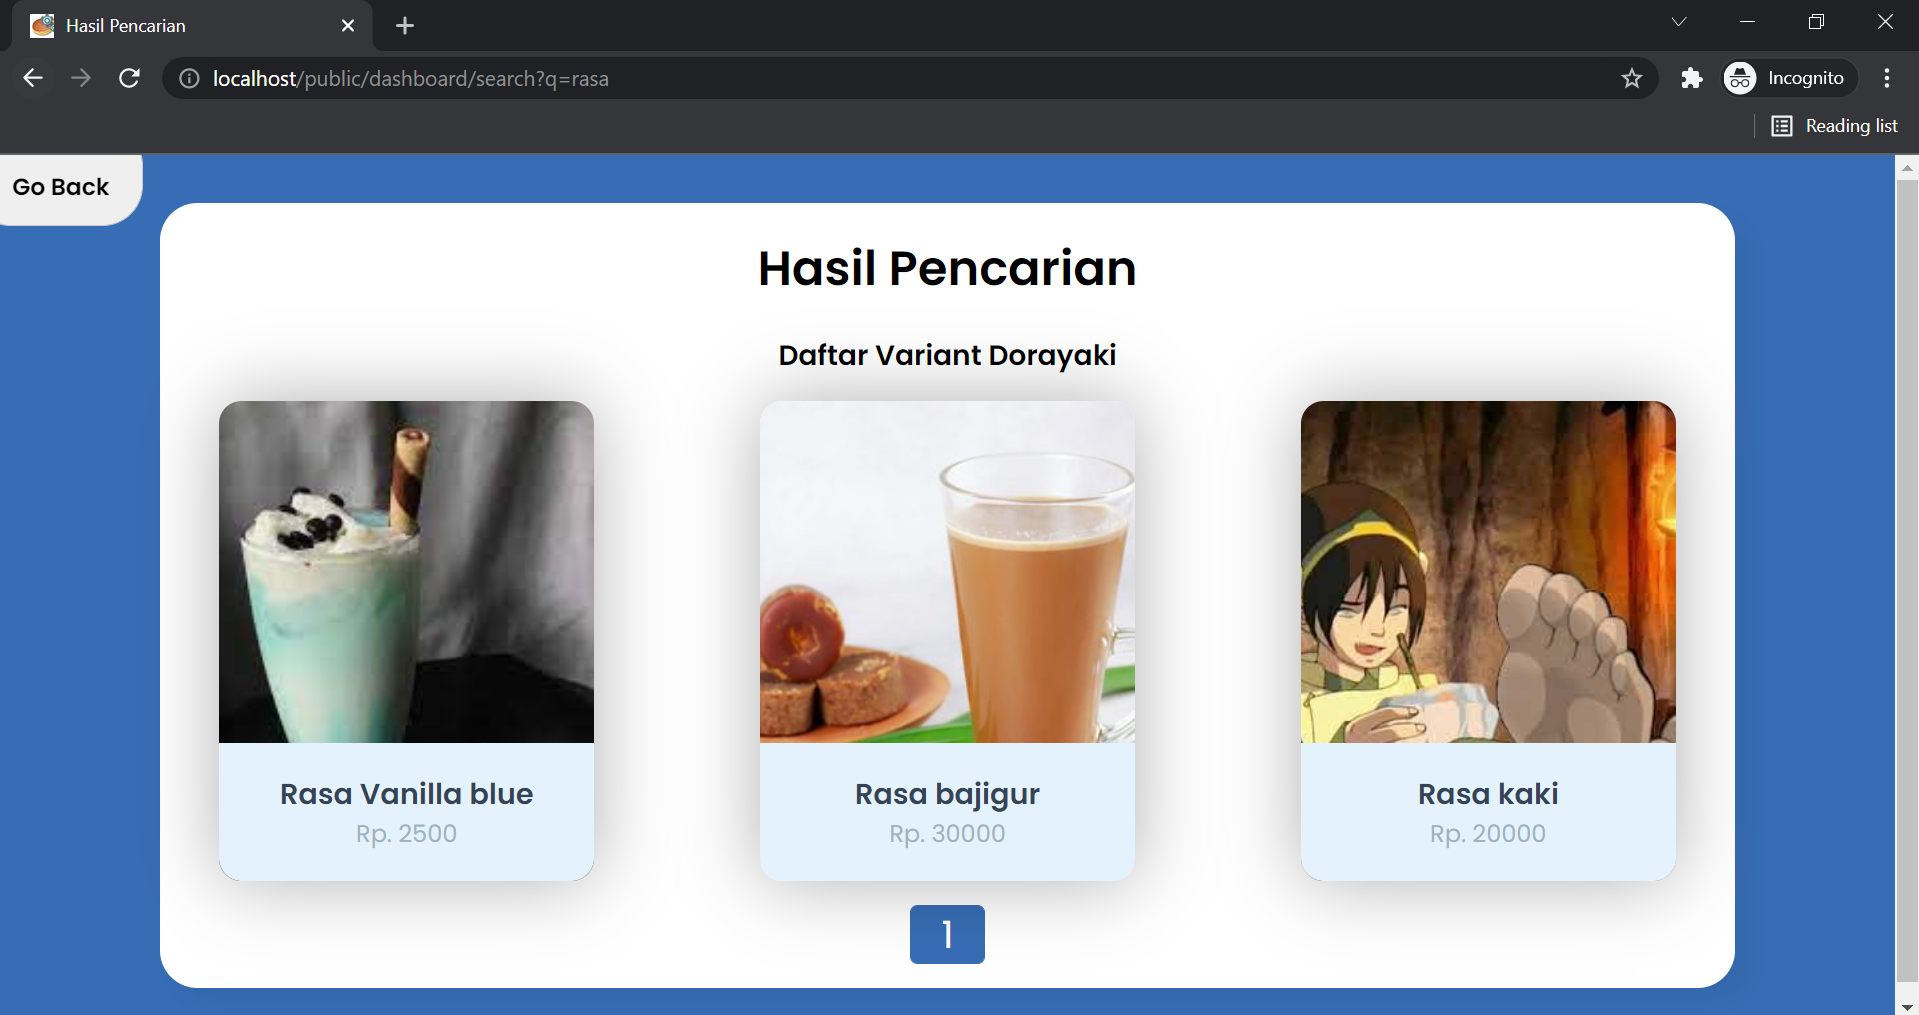 Hasil Pencarian
localhost/public/dashboard/search?q=rasa
Incognito
Reading list
Go Back
Hasil Pencarian
Daftar Variant Dorayaki
Rasa Vanilla blue
Rp. 2500
Rasa bajigur
Rp. 30000
Rasa kaki
Rp. 20000
1